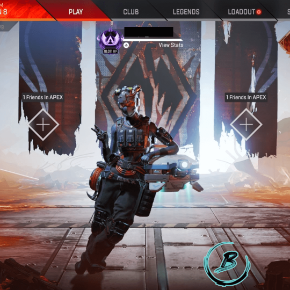 PLAY
CLUB
LEGENDS
LOADOUT
View Stats
1 Friends in APEX
1 Friends in APEX
B